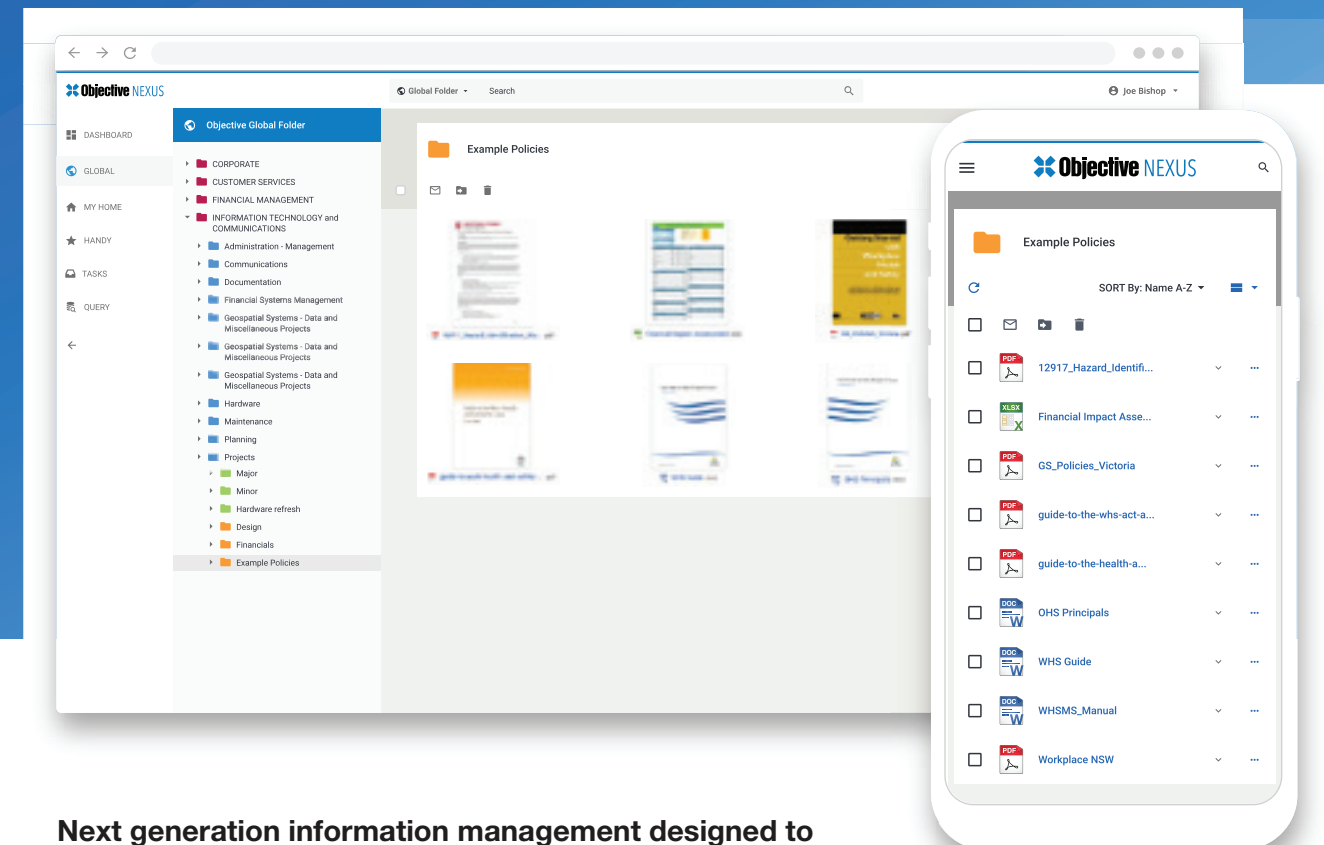 Objective NEXUS
Global Folder
Search
Joe Bishop
DASHBOARD
GLOBAL
MY HOME
HANDY
TASKS
QUERY
Objective Global Folder
CORPORATE
CUSTOMER SERVICES
FINANCIAL MANAGEMENT
INFORMATION TECHNOLOGY and
COMMUNICATIONS
Administration - Management
Communications
Documentation
Financial Systems Management
Geospatial Systems - Data and
Miscellaneous Projects
Geospatial Systems - Data and
Miscellaneous Projects
Geospatial Systems - Data and
Miscellaneous Projects
Hardware
Maintenance
Planning
Projects
Major
Minor
Hardware refresh
Design
Financials
Example Policies
Example Policies
Objective NEXUS
Example Policies
SORT By: Name A-Z
PDF 12917_Hazard_Identifi...
XLSX Financial Impact Asse...
PDF GS_Policies_Victoria
PDF guide-to-the-whs-act-a...
PDF guide-to-the-health-a...
DOC OHS Principals
DOC WHS Guide
DOC WHSMS_Manual
PDF Workplace NSW
Next generation information management designed to